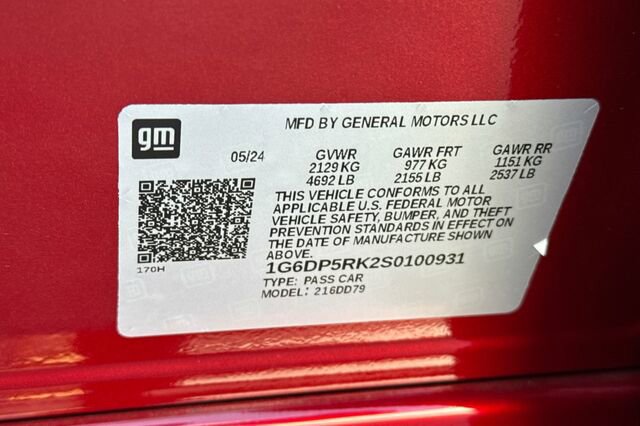 gm
MFD BY GENERAL MOTORS LLC
05/24 GVWR GAWR FRT GAWR RR
2129 KG 977 KG 1151 KG
4692 LB 2155 LB 2537 LB
THIS VEHICLE CONFORMS TO ALL
APPLICABLE U.S. FEDERAL MOTOR
VEHICLE SAFETY, BUMPER, AND THEFT
PREVENTION STANDARDS IN EFFECT ON
THE DATE OF MANUFACTURE SHOWN
ABOVE.
170H
1G6DP5RK2S0100931
TYPE: PASS CAR
MODEL: 216DD79